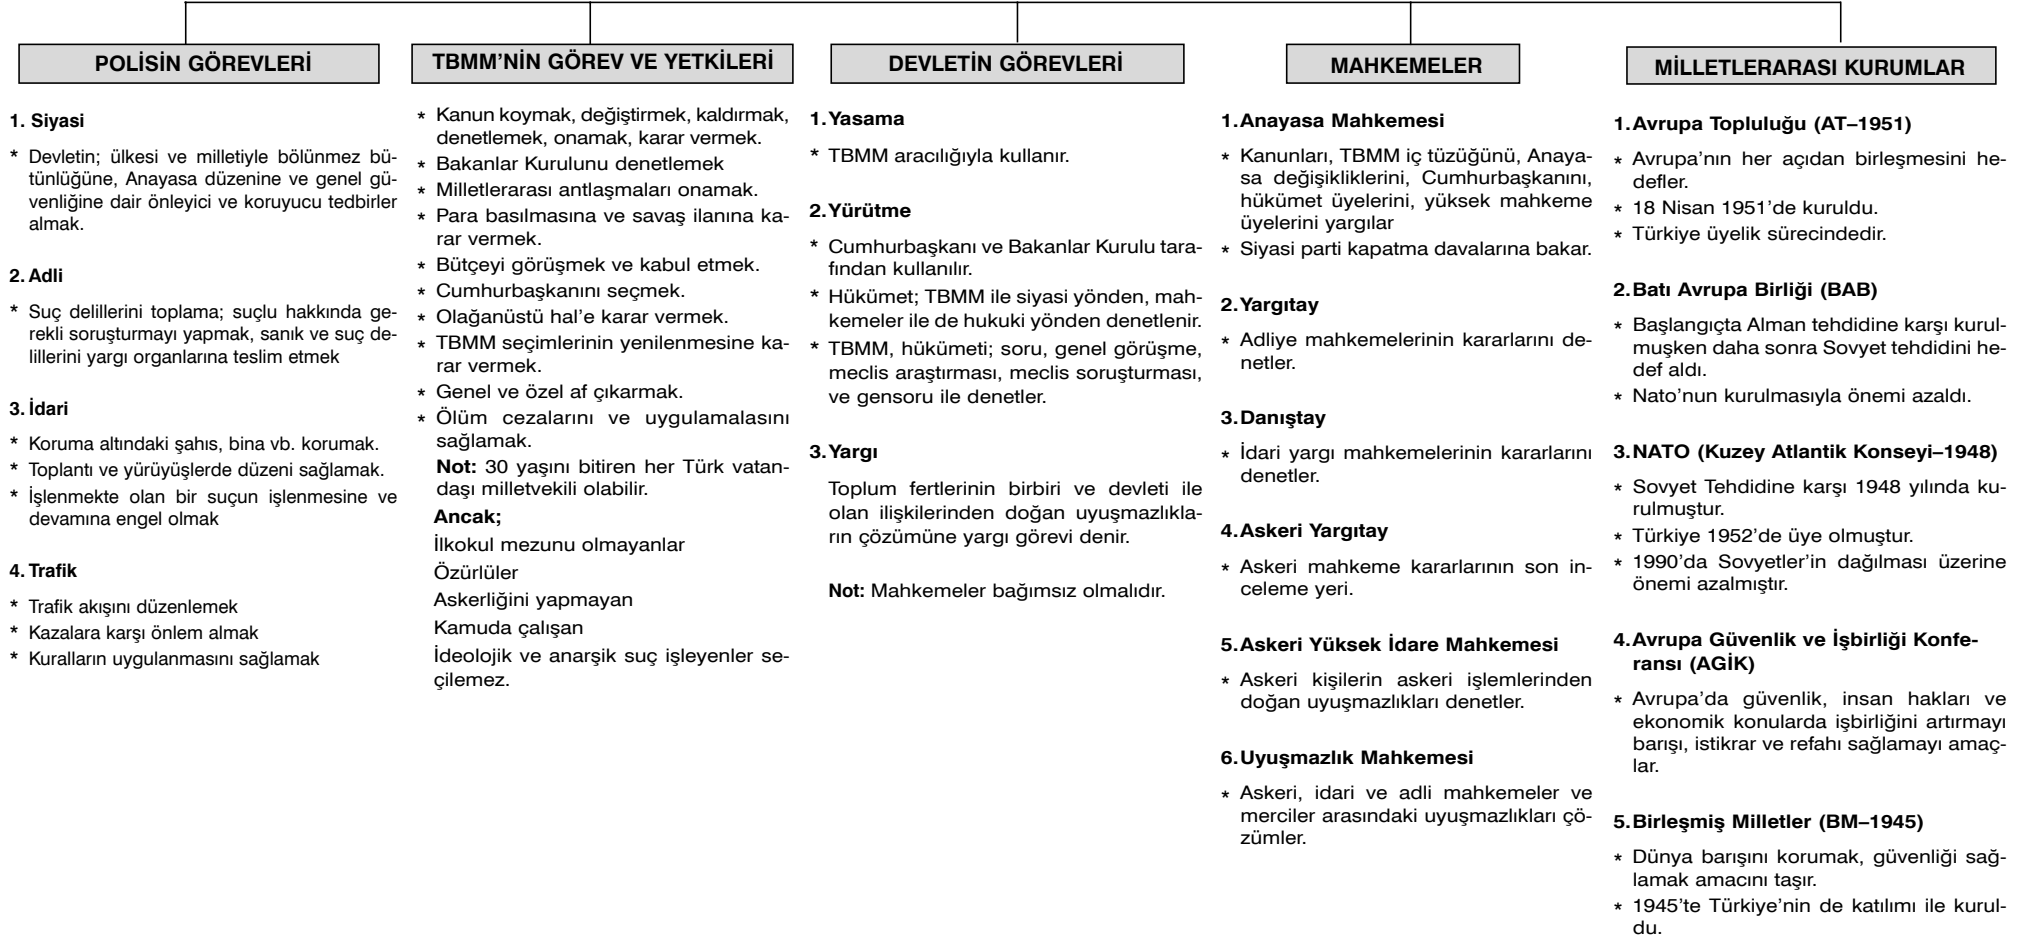 POLİSİN GÖREVLERİ
1. Siyasi
* Devletin; ülkesi ve milletiyle bölünmez bü-
tünlüğüne, Anayasa düzenine ve genel gü-
venliğine dair önleyici ve koruyucu tedbirler
almak.
2. Adli
* Suç delillerini toplama; suçlu hakkında ge-
rekli soruşturmayı yapmak, sanık ve suç de-
lillerini yargı organlarına teslim etmek
3. İdari
* Koruma altındaki şahıs, bina vb. korumak.
* Toplantı ve yürüyüşlerde düzeni sağlamak.
* İşlenmekte olan bir suçun işlenmesine ve
devamına engel olmak
4. Trafik
* Trafik akışını düzenlemek
* Kazalara karşı önlem almak
* Kuralların uygulanmasını sağlamak
TBMM'NİN GÖREV VE YETKİLERİ
* Kanun koymak, değiştirmek, kaldırmak,
denetlemek, onamak, karar vermek.
* Bakanlar Kurulunu denetlemek
* Milletlerarası antlaşmaları onamak.
* Para basılmasına ve savaş ilanına ka-
rar vermek.
* Bütçeyi görüşmek ve kabul etmek.
* Cumhurbaşkanını seçmek.
* Olağanüstü hal'e karar vermek.
* TBMM seçimlerinin yenilenmesine ka-
rar vermek.
* Genel ve özel af çıkarmak.
* Ölüm cezalarını ve uygulamalasını
sağlamak.
Not: 30 yaşını bitiren her Türk vatan-
daşı milletvekili olabilir.
Ancak;
İlkokul mezunu olmayanlar
Özürlüler
Askerliğini yapmayan
Kamuda çalışan
İdeolojik ve anarşik suç işleyenler se-
çilemez.
DEVLETİN GÖREVLERİ
1. Yasama
* TBMM aracılığıyla kullanır.
2. Yürütme
* Cumhurbaşkanı ve Bakanlar Kurulu tara-
fından kullanılır.
* Hükümet; TBMM ile siyasi yönden, mah-
kemeler ile de hukuki yönden denetlenir.
* TBMM, hükümeti; soru, genel görüşme,
meclis araştırması, meclis soruşturması,
ve gensoru ile denetler.
3. Yargı
Toplum fertlerinin birbiri ve devleti ile
olan ilişkilerinden doğan uyuşmazlıkla-
rın çözümüne yargı görevi denir.
Not: Mahkemeler bağımsız olmalıdır.
MAHKEMELER
1. Anayasa Mahkemesi
* Kanunları, TBMM iç tüzüğünü, Anaya-
sa değişikliklerini, Cumhurbaşkanını,
hükümet üyelerini, yüksek mahkeme
üyelerini yargılar
* Siyasi parti kapatma davalarına bakar.
2. Yargıtay
* Adliye mahkemelerinin kararlarını de-
netler.
3. Danıştay
* İdari yargı mahkemelerinin kararlarını
denetler.
4. Askeri Yargıtay
* Askeri mahkeme kararlarının son in-
celeme yeri.
5. Askeri Yüksek İdare Mahkemesi
* Askeri kişilerin askeri işlemlerinden
doğan uyuşmazlıkları denetler.
6. Uyuşmazlık Mahkemesi
* Askeri, idari ve adli mahkemeler ve
merciler arasındaki uyuşmazlıkları çö-
zümler.
MİLLETLERARASI KURUMLAR
1. Avrupa Topluluğu (AT–1951)
* Avrupa'nın her açıdan birleşmesini he-
defler.
* 18 Nisan 1951'de kuruldu.
* Türkiye üyelik sürecindedir.
2. Batı Avrupa Birliği (BAB)
* Başlangıçta Alman tehdidine karşı kurul-
muşken daha sonra Sovyet tehdidini he-
def aldı.
* Nato'nun kurulmasıyla önemi azaldı.
3. NATO (Kuzey Atlantik Konseyi–1948)
* Sovyet Tehdidine karşı 1948 yılında ku-
rulmuştur.
* Türkiye 1952'de üye olmuştur.
* 1990'da Sovyetler'in dağılması üzerine
önemi azalmıştır.
4. Avrupa Güvenlik ve İşbirliği Konfe-
ransı (AGİK)
* Avrupa'da güvenlik, insan hakları ve
ekonomik konularda işbirliğini artırmayı
barışı, istikrar ve refahı sağlamayı amaç-
lar.
5. Birleşmiş Milletler (BM–1945)
* Dünya barışını korumak, güvenliği sağ-
lamak amacını taşır.
* 1945'te Türkiye'nin de katılımı ile kurul-
du.